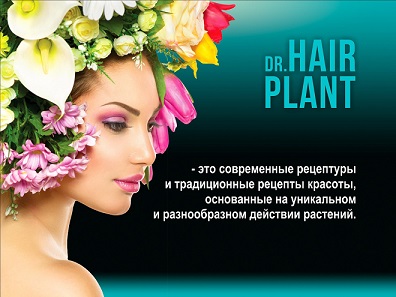 DR.HAIR
PLANT
- это современные рецептуры
и традиционные рецепты красоты,
основанные на уникальном
и разнообразном действии растений.